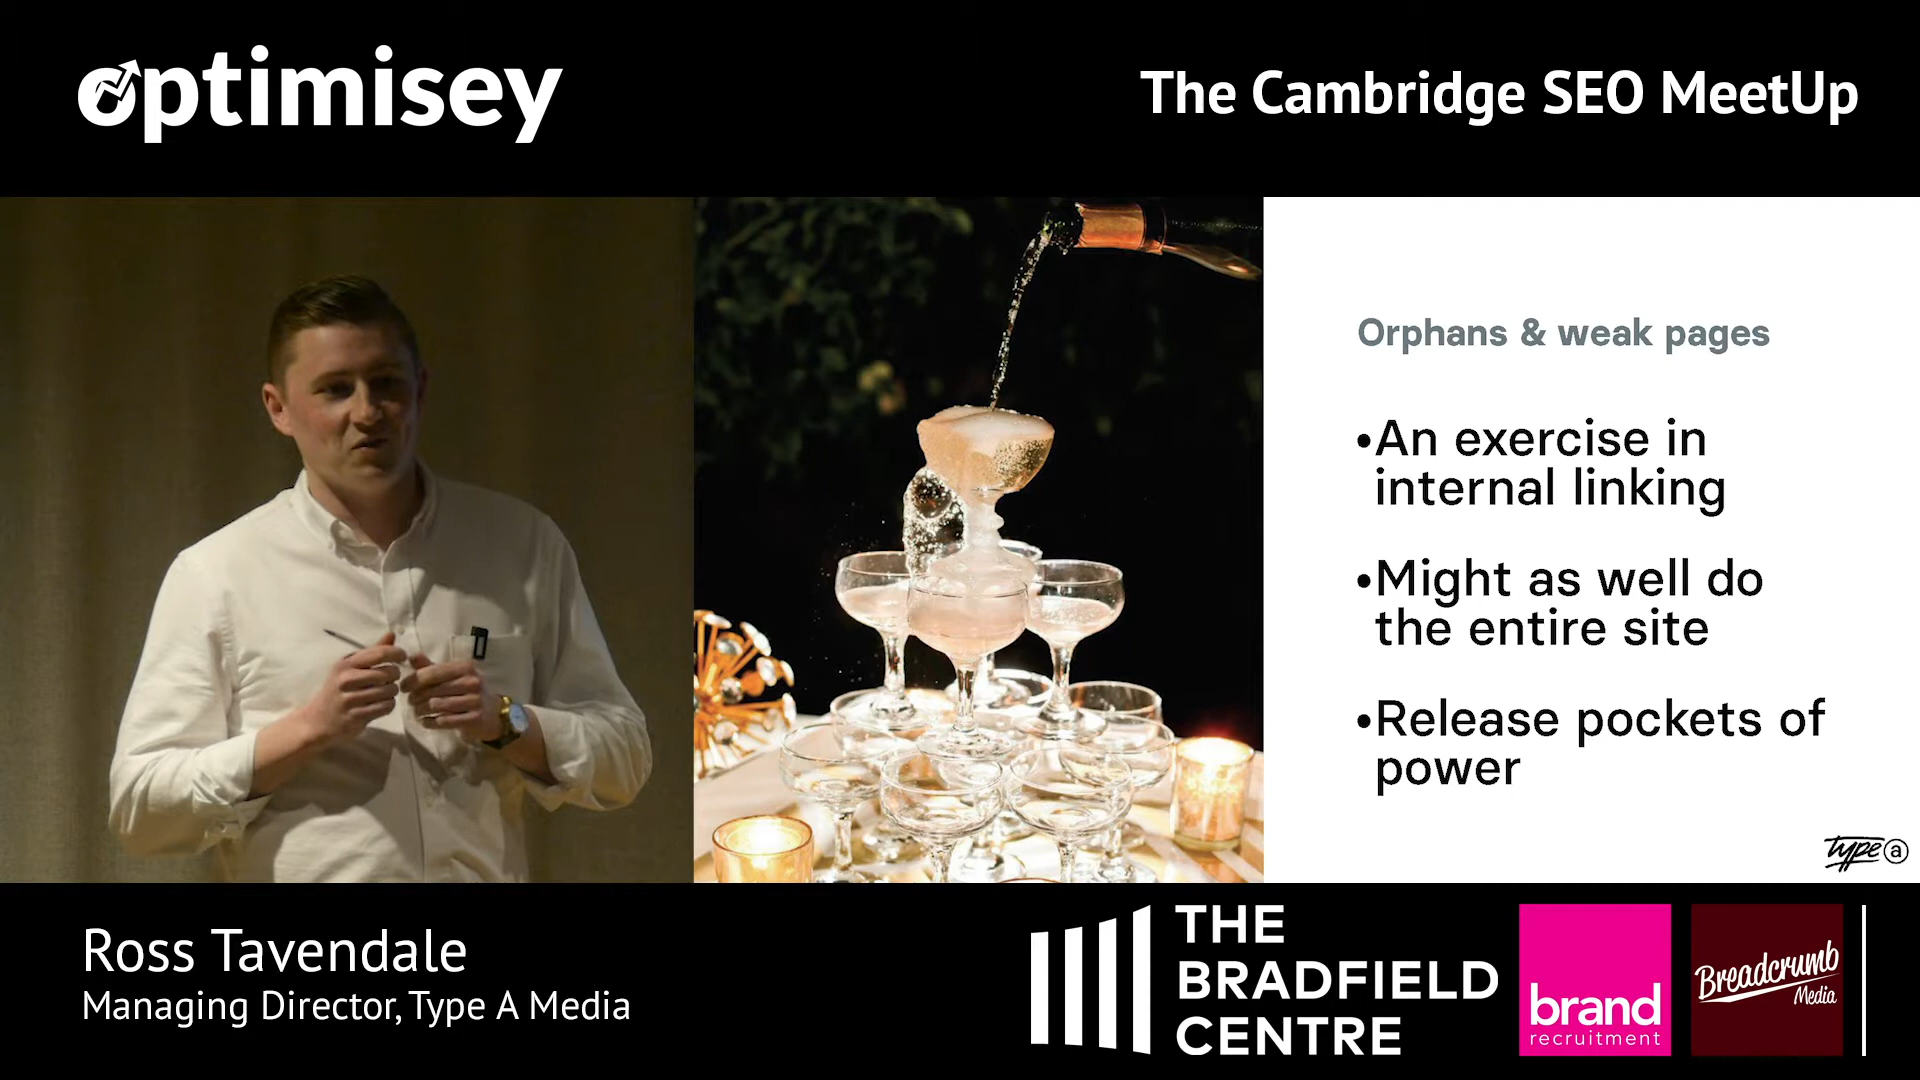 optimisey
The Cambridge SEO MeetUp
Orphans & weak pages
•An exercise in
internal linking
•Might as well do
the entire site
•Release pockets of
power
type a
Ross Tavendale
Managing Director, Type A Media
THE
BRADFIELD
CENTRE
brand
recruitment
Breadcrumb
Media